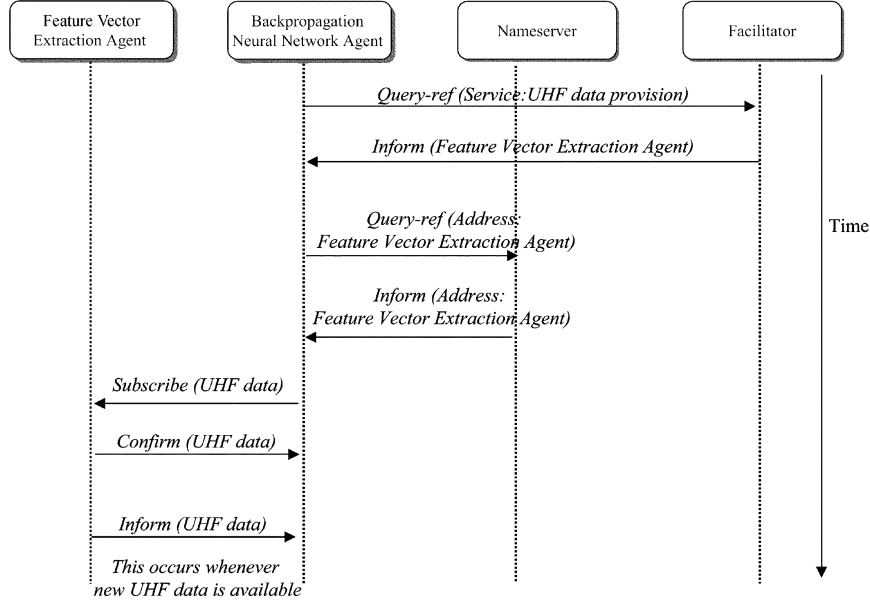 Feature Vector
Extraction Agent
Backpropagation
Neural Network Agent
Nameserver
Facilitator
Query-ref (Service:UHF data provision)
Inform (Feature Vector Extraction Agent)
Query-ref (Address:
Feature Vector Extraction Agent)
Time
Inform (Address:
Feature Vector Extraction Agent)
Subscribe (UHF data)
Confirm (UHF data)
Inform (UHF data)
This occurs whenever
new UHF data is available